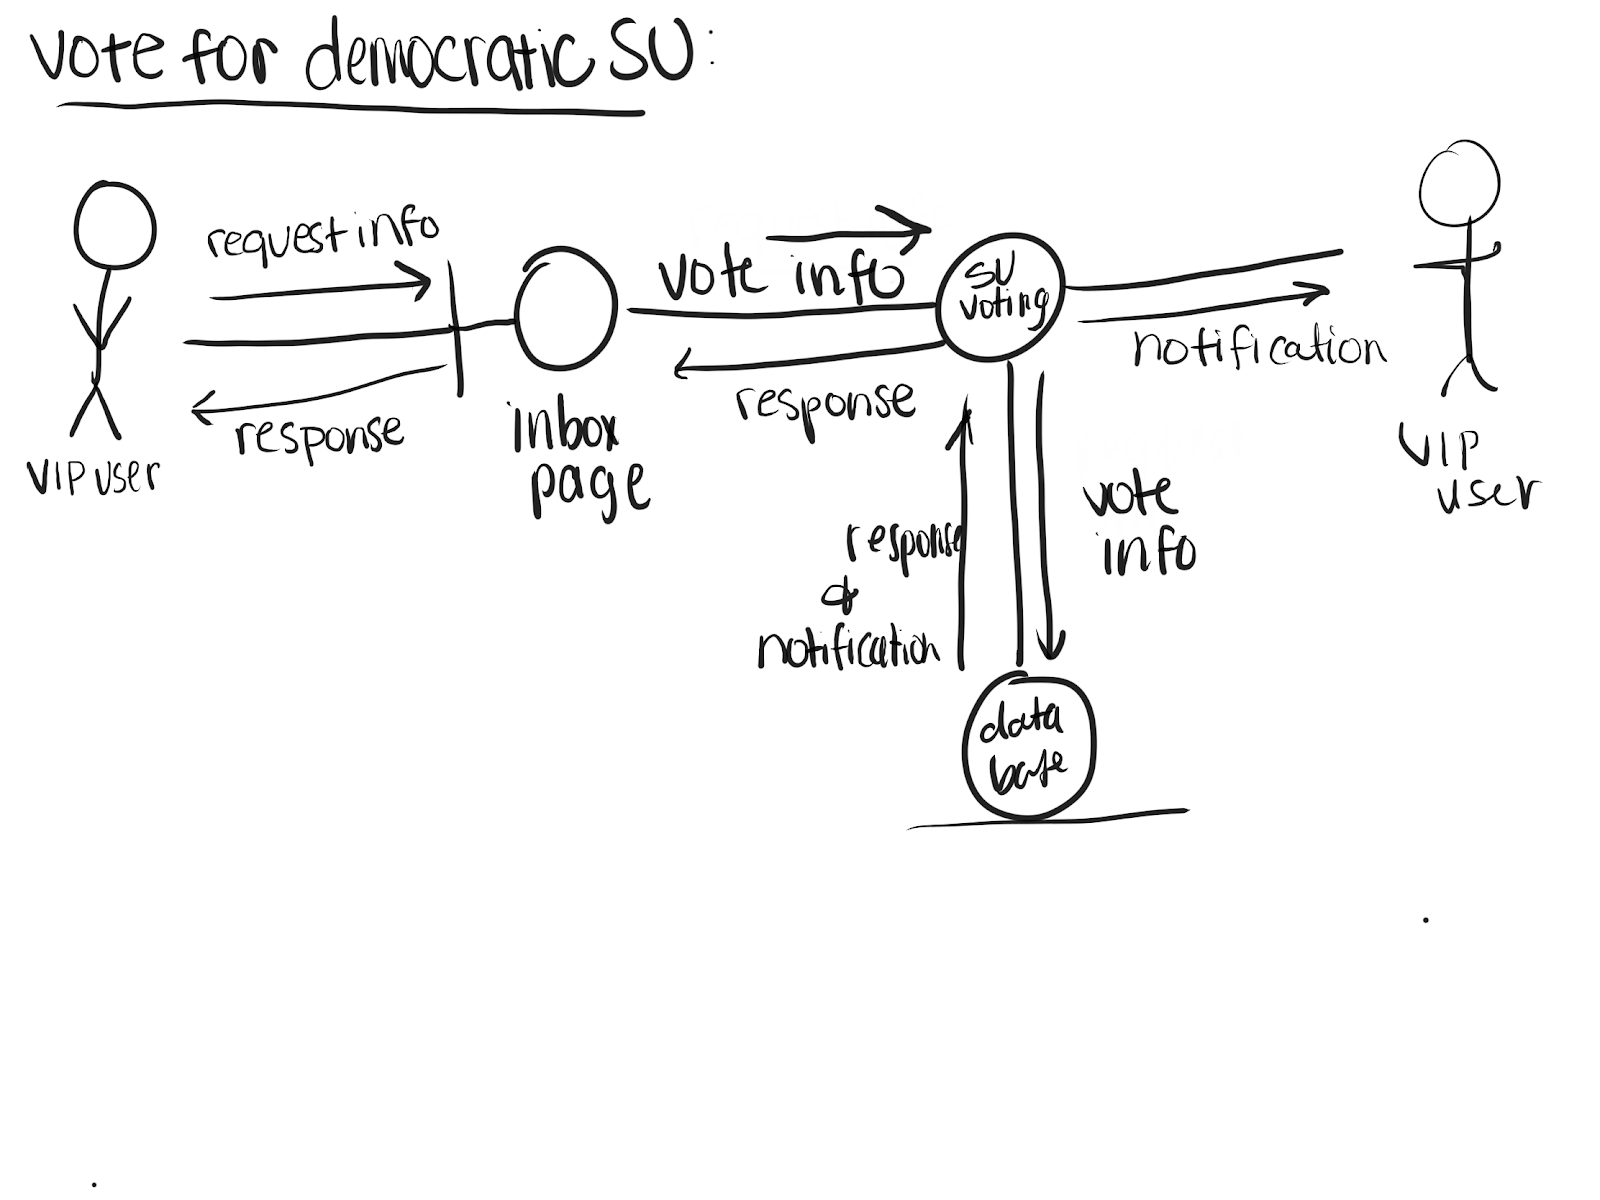 vote for democratic SU:
request info
response
VIP user
inbox
page
vote info
response
SU
voting
notification
VIP
user
vote
info
response
&
notification
data
base